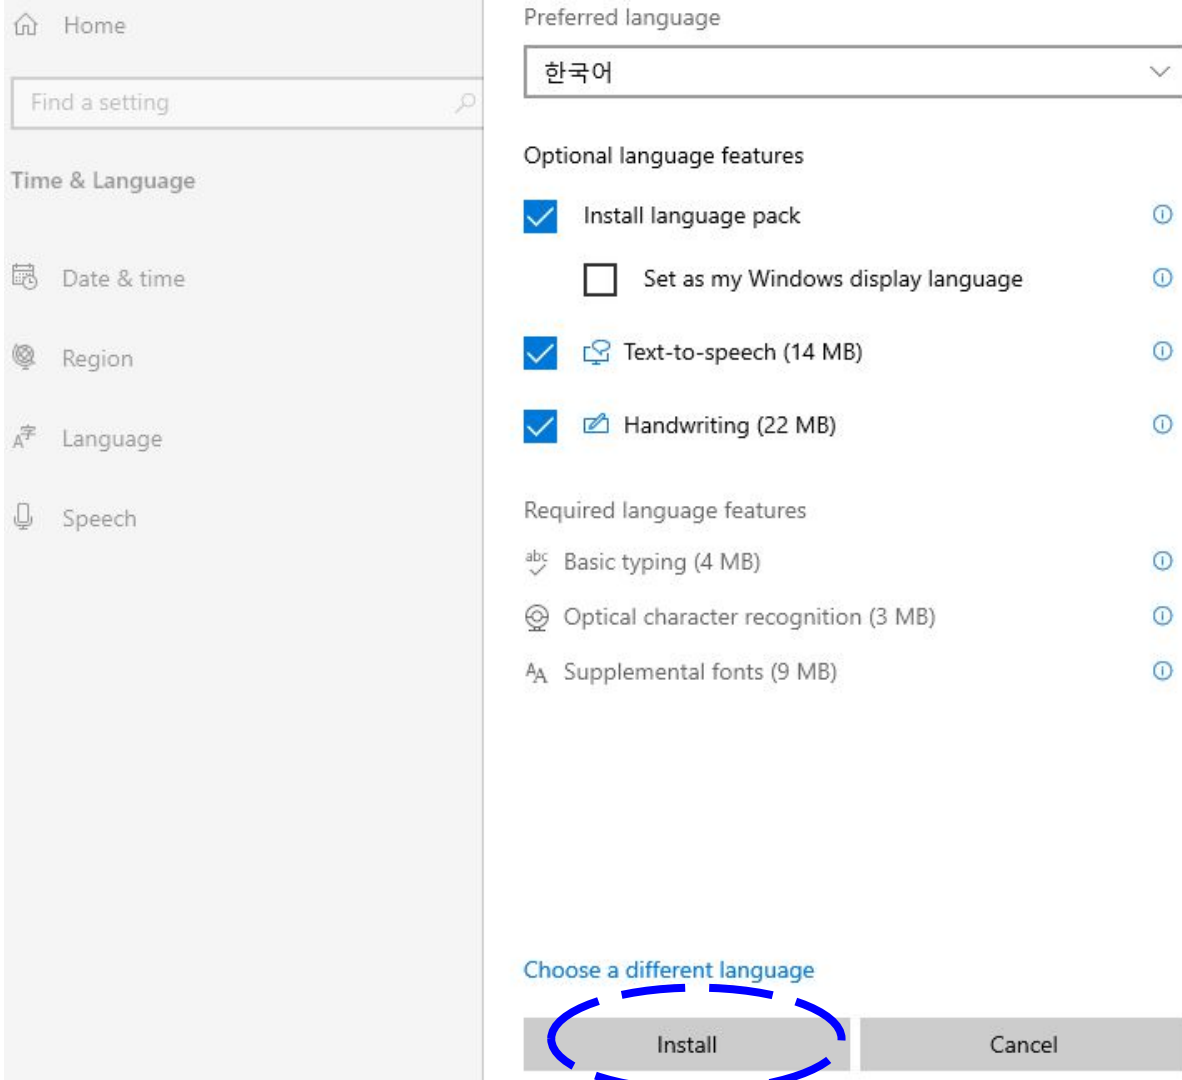 Home
Find a setting
Time & Language
Date & time
Region
Language
Speech
Preferred language
한국어
Optional language features
Install language pack
Set as my Windows display language
Text-to-speech (14 MB)
Handwriting (22 MB)
Required language features
abc Basic typing (4 MB)
Optical character recognition (3 MB)
Supplemental fonts (9 MB)
Choose a different language
Install Cancel